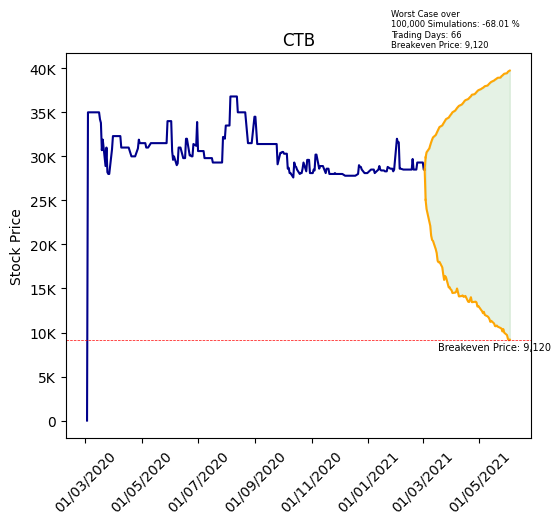 Worst Case over
100,000 Simulations: -68.01 %
Trading Days: 66
Breakeven Price: 9,120
CTB
Stock Price
40K
35K
30K
25K
20K
15K
10K
5K
0
Breakeven Price: 9,120
01/03/2020
01/05/2020
01/07/2020
01/09/2020
01/11/2020
01/01/2021
01/03/2021
01/05/2021